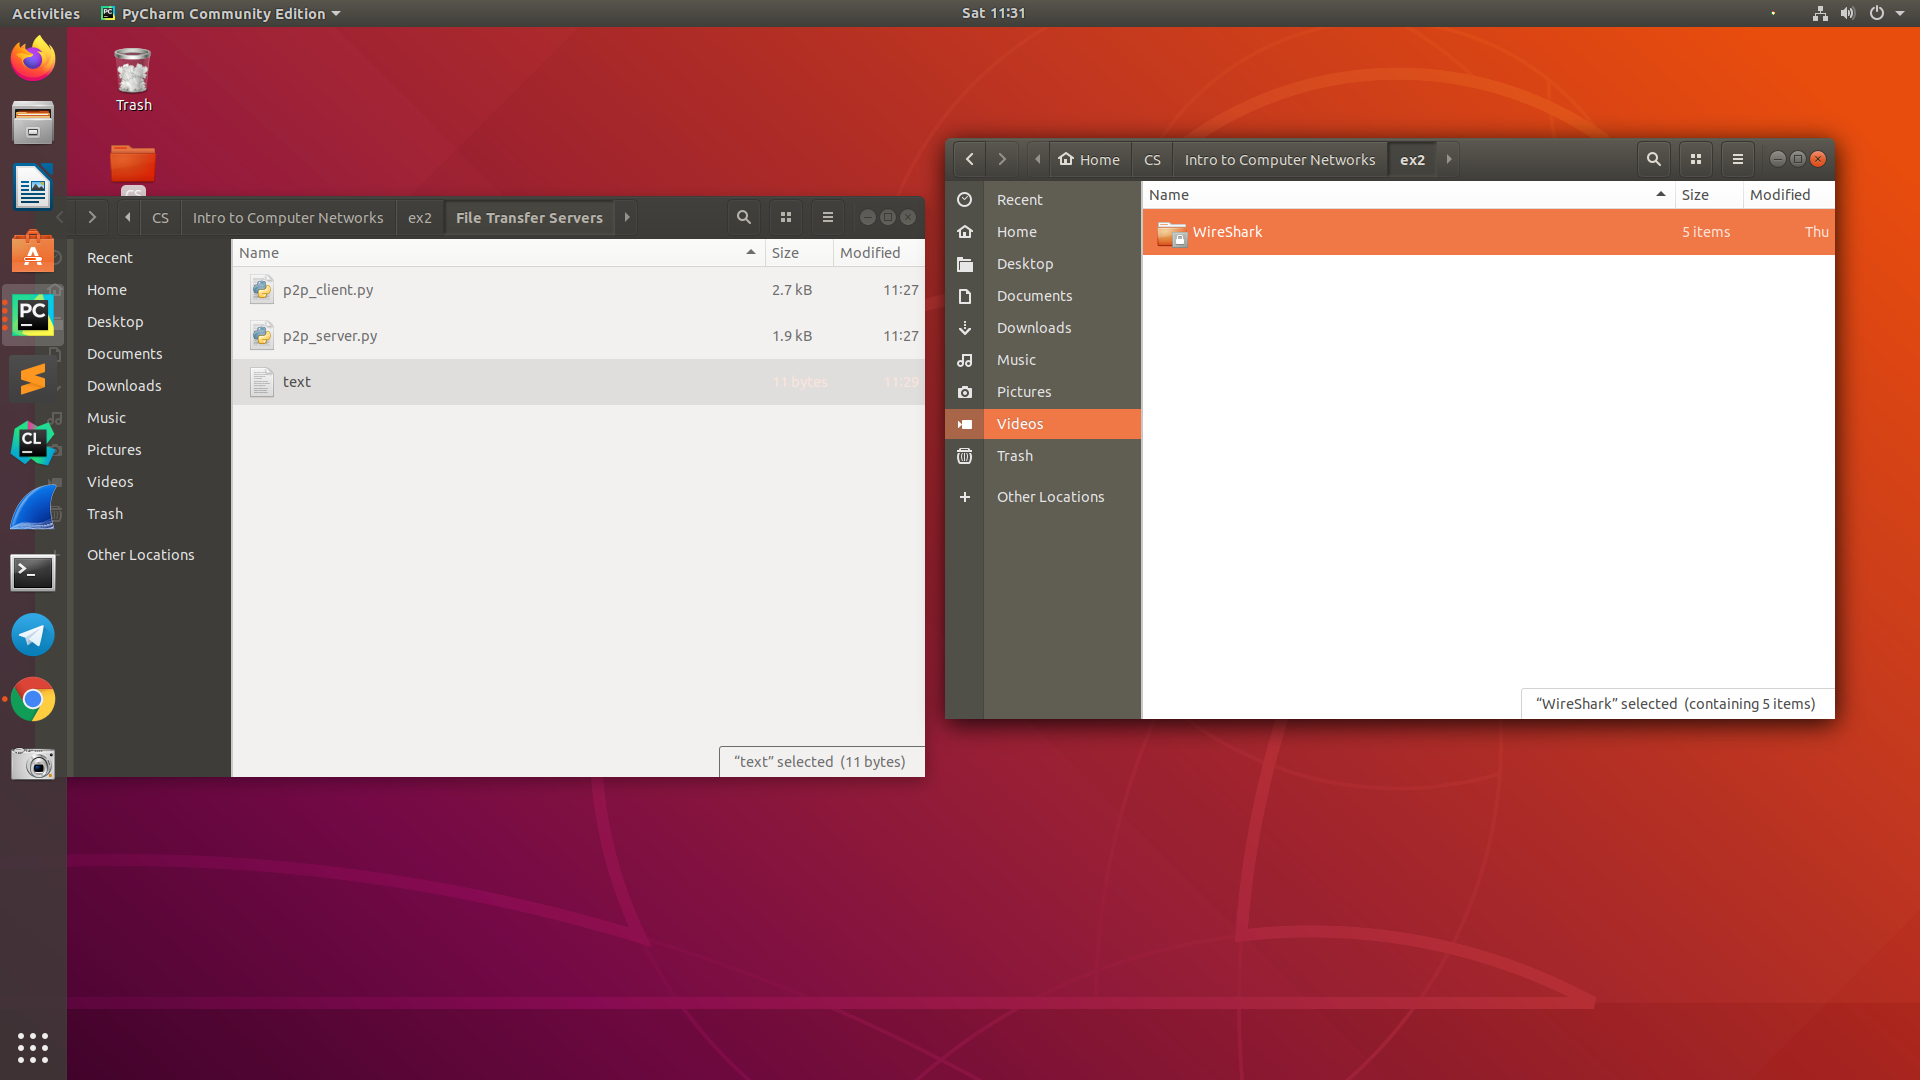 Activities PyCharm Community Edition Sat 11:31
Trash
CS
CS Intro to Computer Networks ex2 File Transfer Servers
Recent
Home
Desktop
Documents
Downloads
Music
Pictures
Videos
Trash
Other Locations
Name Size Modified
p2p_client.py 2.7 kB 11:27
p2p_server.py 1.9 kB 11:27
text 11 bytes 11:29
“text” selected (11 bytes)
Home CS Intro to Computer Networks ex2
Recent
Home
Desktop
Documents
Downloads
Music
Pictures
Videos
Trash
Other Locations
Name Size Modified
WireShark 5 items Thu
“WireShark” selected (containing 5 items)
PC
CL